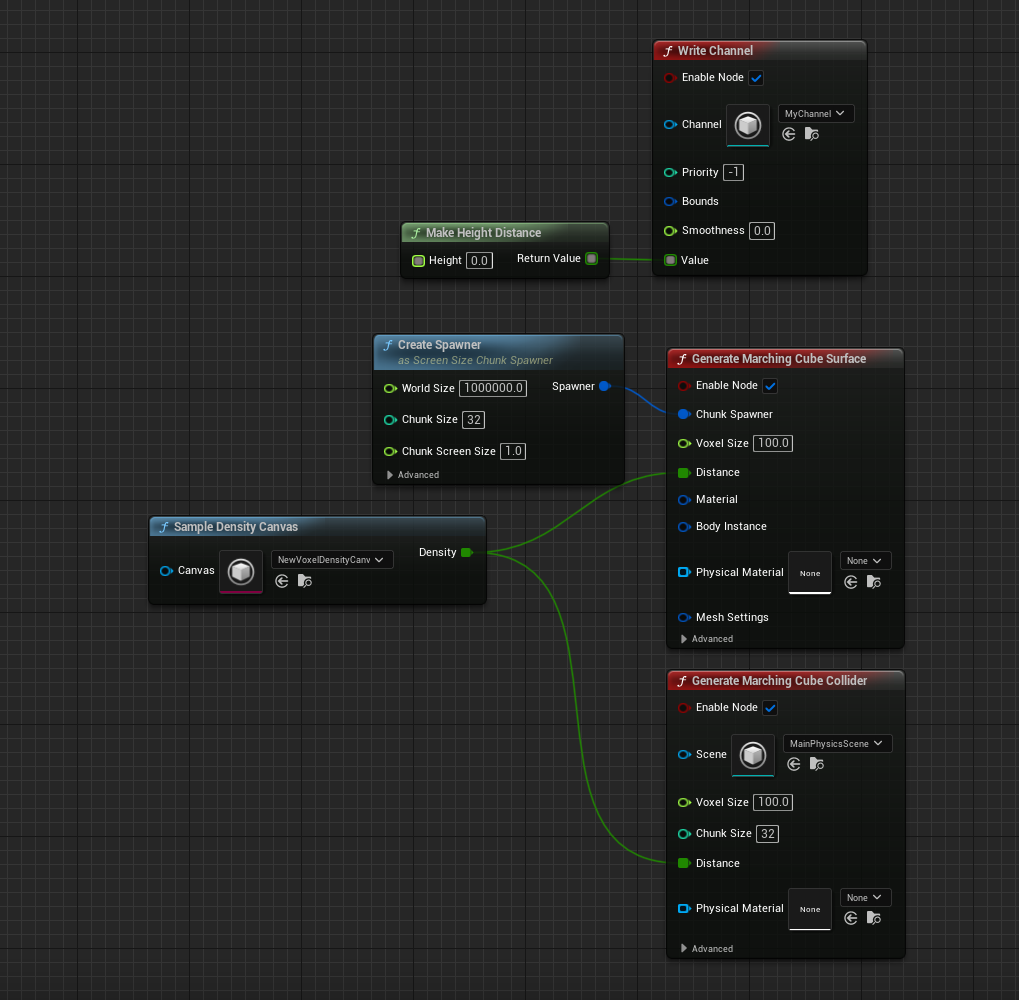 Write Channel
Enable Node
Channel
MyChannel
Priority -1
Bounds
Smoothness 0.0
Value
Make Height Distance
Height 0.0 Return Value
Create Spawner
as Screen Size Chunk Spawner
World Size 1000000.0 Spawner
Chunk Size 32
Chunk Screen Size 1.0
Advanced
Sample Density Canvas
Density
Canvas
NewVoxelDensityCanv
Generate Marching Cube Surface
Enable Node
Chunk Spawner
Voxel Size 100.0
Distance
Material
Body Instance
Physical Material None
None
Mesh Settings
Advanced
Generate Marching Cube Collider
Enable Node
Scene
MainPhysicsScene
Voxel Size 100.0
Chunk Size 32
Distance
Physical Material None
None
Advanced